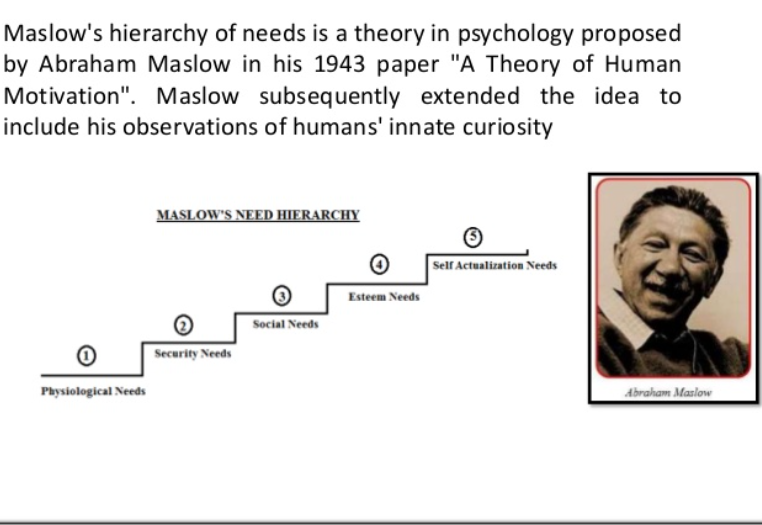 Maslow's hierarchy of needs is a theory in psychology proposed
by Abraham Maslow in his 1943 paper "A Theory of Human
Motivation". Maslow subsequently extended the idea to
include his observations of humans' innate curiosity
MASLOW'S NEED HIERARCHY
5
Self Actualization Needs
4
Esteem Needs
3
Social Needs
2
Security Needs
1
Physiological Needs
Abraham Maslow